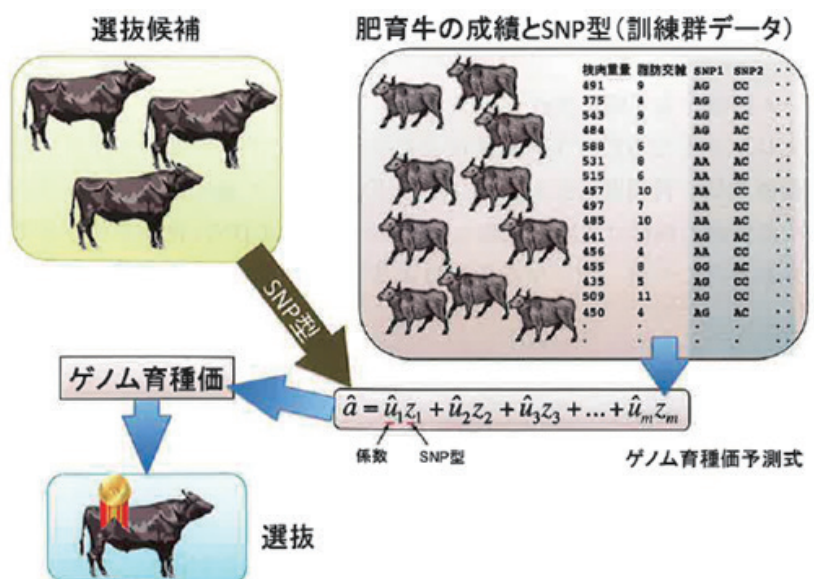 選抜候補
肥育牛の成績とSNP型(訓練群データ)
枝肉重量 脂肪交雑 SNP1 SNP2 ‥
491 9 AG CC ‥
375 4 AG CC ‥
543 9 AG AC ‥
484 8 AG AC ‥
588 6 AG AC ‥
531 8 AA AC ‥
515 6 AA AC ‥
457 10 AA CC ‥
497 7 AA CC ‥
485 10 AA AC ‥
441 3 AG AC ‥
456 4 AA CC ‥
455 8 GG AC ‥
435 5 AG CC ‥
509 11 AG CC ‥
450 4 AG AC ‥
. . . . ‥
. . . . ‥
SNP型
ゲノム育種価
â = û₁z₁ + û₂z₂ + û₃z₃ + ... + ûₘzₘ
係数 SNP型
ゲノム育種価予測式
選抜